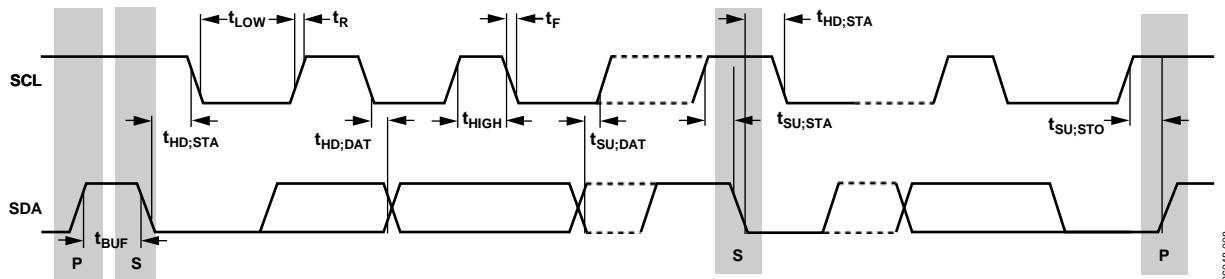 tLOW tR tF tHD;STA
SCL
tHD;STA tHD;DAT tHIGH tSU;DAT tSU;STA tSU;STO
SDA
tBUF
P S S P